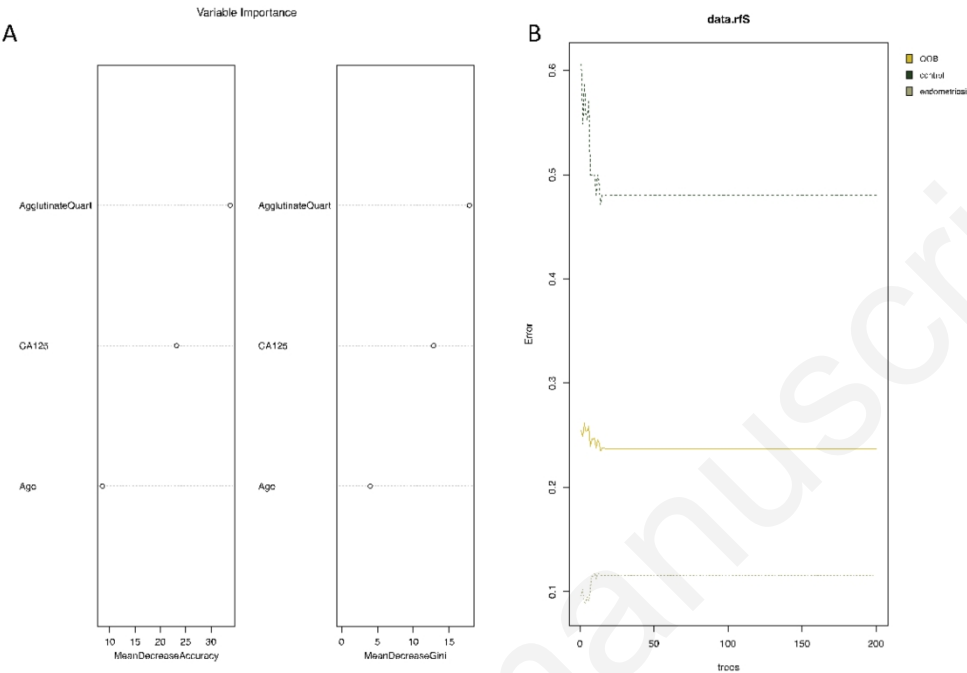 Variable Importance
A
AgglutinateQuart
CA125
Age
10 15 20 25 30
MeanDecreaseAccuracy
AgglutinateQuart
CA125
Age
0 5 10 15
MeanDecreaseGini
B
data.rfS
0.6
0.5
0.4
0.3
0.2
0.1
Error
0 50 100 150 200
trees
OOB
control
endometriosi
manuscri